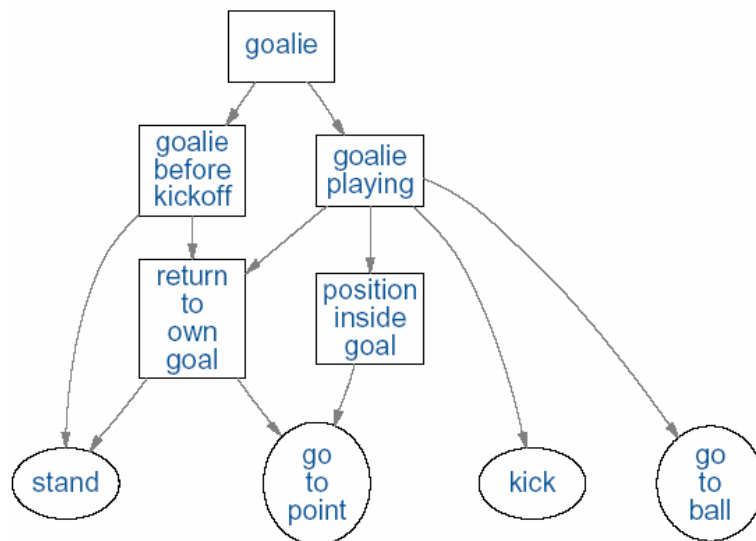 goalie
goalie
before
kickoff
goalie
playing
return
to
own
goal
position
inside
goal
stand
go
to
point
kick
go
to
ball